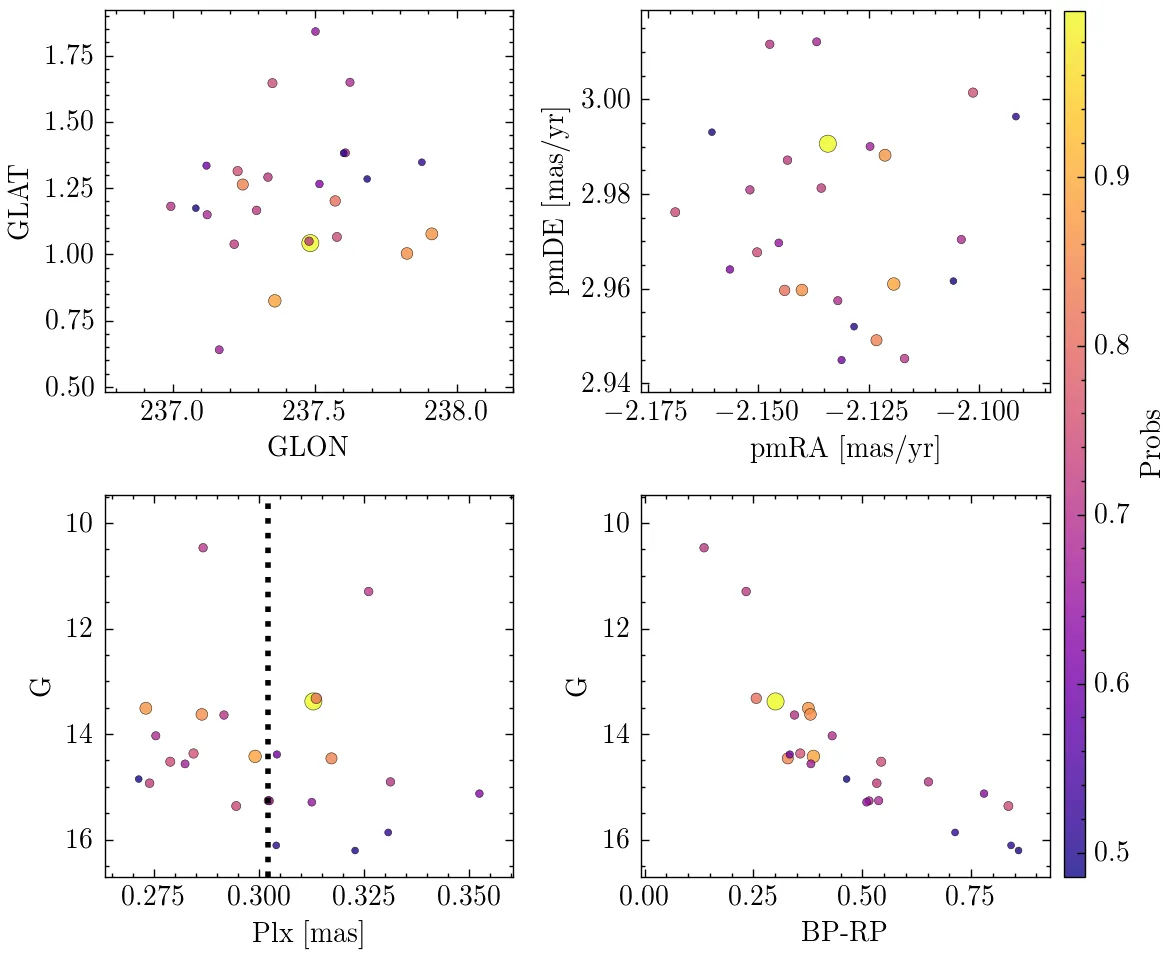 1.75
1.50
1.25
1.00
0.75
0.50
GLAT
237.0 237.5 238.0
GLON
3.00
2.98
2.96
2.94
pmDE [mas/yr]
−2.175 −2.150 −2.125 −2.100
pmRA [mas/yr]
10
12
14
16
G
0.275 0.300 0.325 0.350
Plx [mas]
10
12
14
16
G
0.00 0.25 0.50 0.75
BP-RP
0.9
0.8
0.7
0.6
0.5
Probs